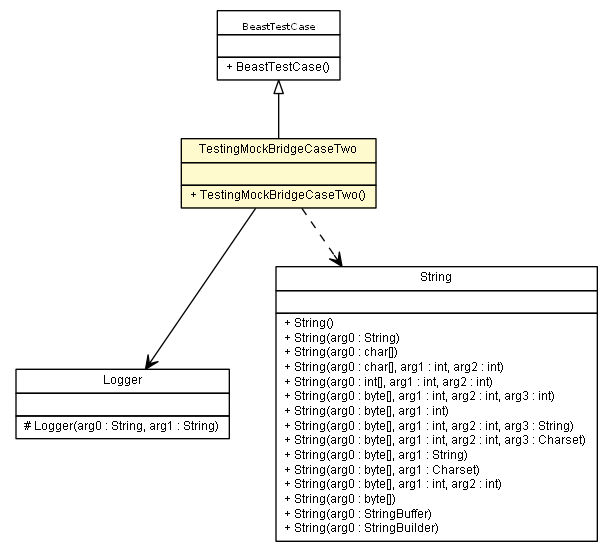 BeastTestCase
+ BeastTestCase()
TestingMockBridgeCaseTwo
+ TestingMockBridgeCaseTwo()
String
+ String()
+ String(arg0 : String)
+ String(arg0 : char[])
+ String(arg0 : char[], arg1 : int, arg2 : int)
+ String(arg0 : int[], arg1 : int, arg2 : int)
+ String(arg0 : byte[], arg1 : int, arg2 : int, arg3 : int)
+ String(arg0 : byte[], arg1 : int)
+ String(arg0 : byte[], arg1 : int, arg2 : int, arg3 : String)
+ String(arg0 : byte[], arg1 : int, arg2 : int, arg3 : Charset)
+ String(arg0 : byte[], arg1 : String)
+ String(arg0 : byte[], arg1 : Charset)
+ String(arg0 : byte[], arg1 : int, arg2 : int)
+ String(arg0 : byte[])
+ String(arg0 : StringBuffer)
+ String(arg0 : StringBuilder)
Logger
# Logger(arg0 : String, arg1 : String)